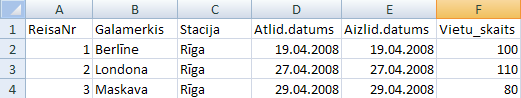 A B C D E F
1 ReisaNr Galamerkis Stacija Atlid.datums Aizlid.datums Vietu_skaits
2 1 Berlīne Rīga 19.04.2008 19.04.2008 100
3 2 Londona Rīga 27.04.2008 27.04.2008 110
4 3 Maskava Rīga 29.04.2008 29.04.2008 80